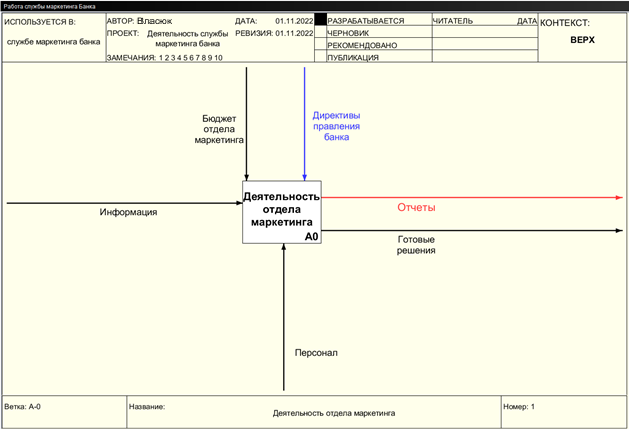 Работа службы маркетинга Банка
ИСПОЛЬЗУЕТСЯ В:
службе маркетинга банка
АВТОР: Власюк
ДАТА: 01.11.2022
ПРОЕКТ: Деятельность службы
маркетинга банка
РЕВИЗИЯ: 01.11.2022
ЗАМЕЧАНИЯ: 1 2 3 4 5 6 7 8 9 10
РАЗРАБАТЫВАЕТСЯ
ЧЕРНОВИК
РЕКОМЕНДОВАНО
ПУБЛИКАЦИЯ
ЧИТАТЕЛЬ
ДАТА
КОНТЕКСТ:
ВЕРХ
Бюджет
отдела
маркетинга
Директивы
правления
банка
Информация
Деятельность
отдела
маркетинга
A0
Отчеты
Готовые
решения
Персонал
Ветка: A-0
Название:
Деятельность отдела маркетинга
Номер: 1